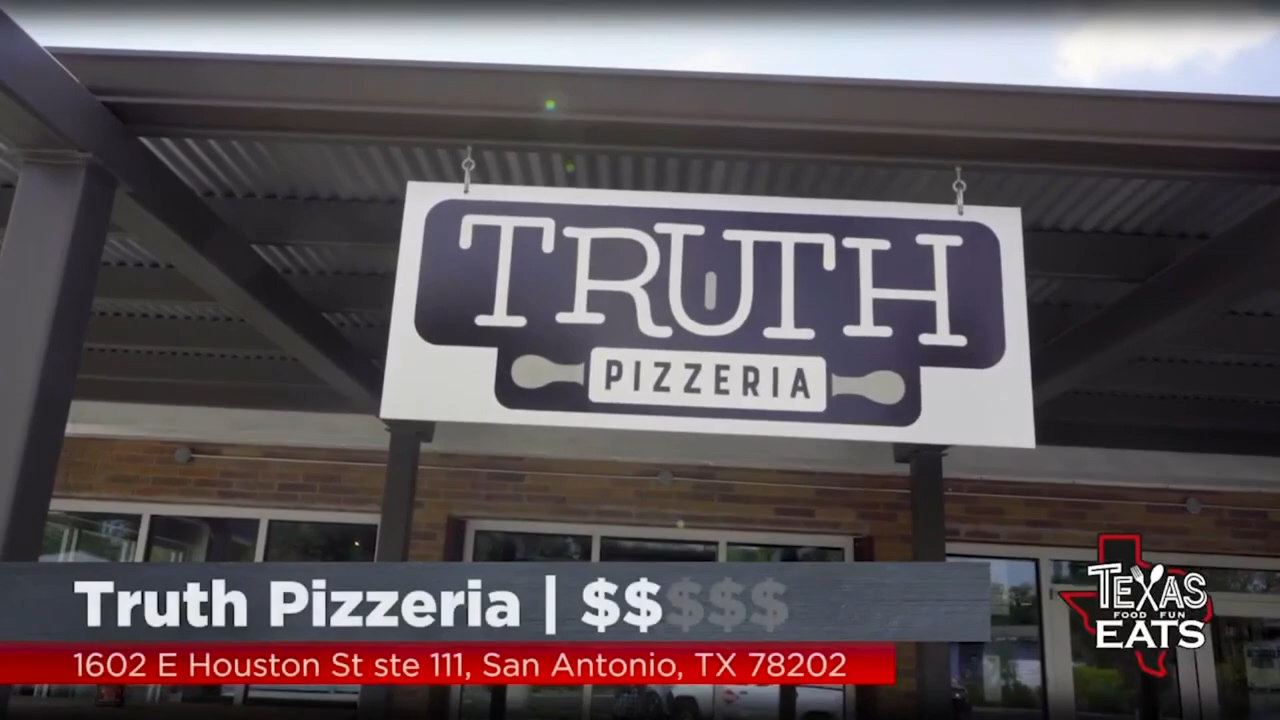 TRUTH
PIZZERIA
Truth Pizzeria | $$$$$
1602 E Houston St ste 111, San Antonio, TX 78202
TEXAS
FOOD FUN
EATS